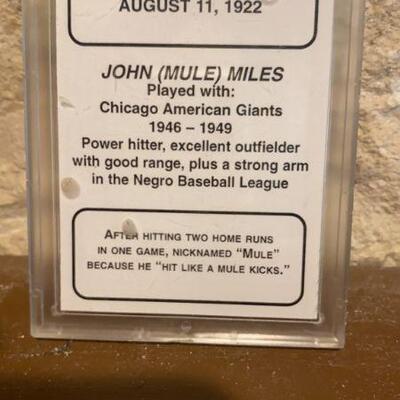 AUGUST 11, 1922
JOHN (MULE) MILES
Played with:
Chicago American Giants
1946 – 1949
Power hitter, excellent outfielder
with good range, plus a strong arm
in the Negro Baseball League
AFTER HITTING TWO HOME RUNS
IN ONE GAME, NICKNAMED “MULE”
BECAUSE HE “HIT LIKE A MULE KICKS.”